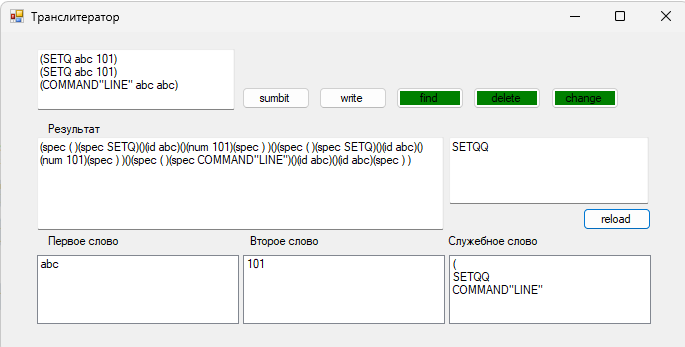 Транслитератор
(SETQ abc 101)
(SETQ abc 101)
(COMMAND"LINE" abc abc)
sumbit
write
find
delete
change
Результат
(spec ( )(spec SETQ)()(id abc)()(num 101)(spec ) )()(spec ( )(spec SETQ)()(id abc)()
(num 101)(spec ) )()(spec ( )(spec COMMAND"LINE")()(id abc)()(id abc)(spec ) )
SETQQ
reload
Первое слово
Второе слово
Служебное слово
abc
101
(
SETQQ
COMMAND"LINE"